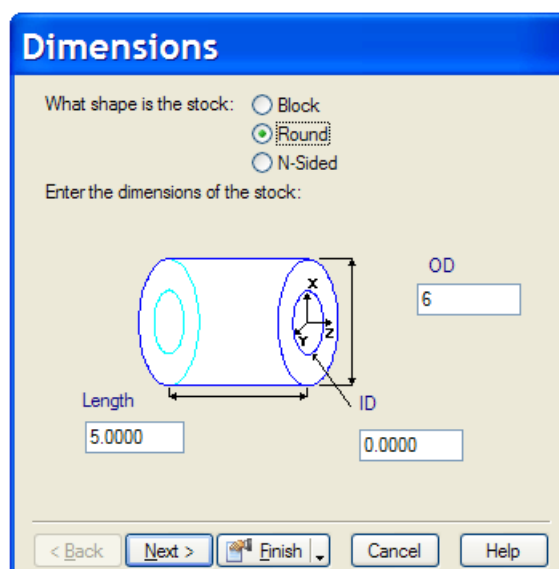 Dimensions
What shape is the stock: Block
Round
N-Sided
Enter the dimensions of the stock:
OD
6
X
Y Z
Length
5.0000
ID
0.0000
< Back Next > Finish Cancel Help